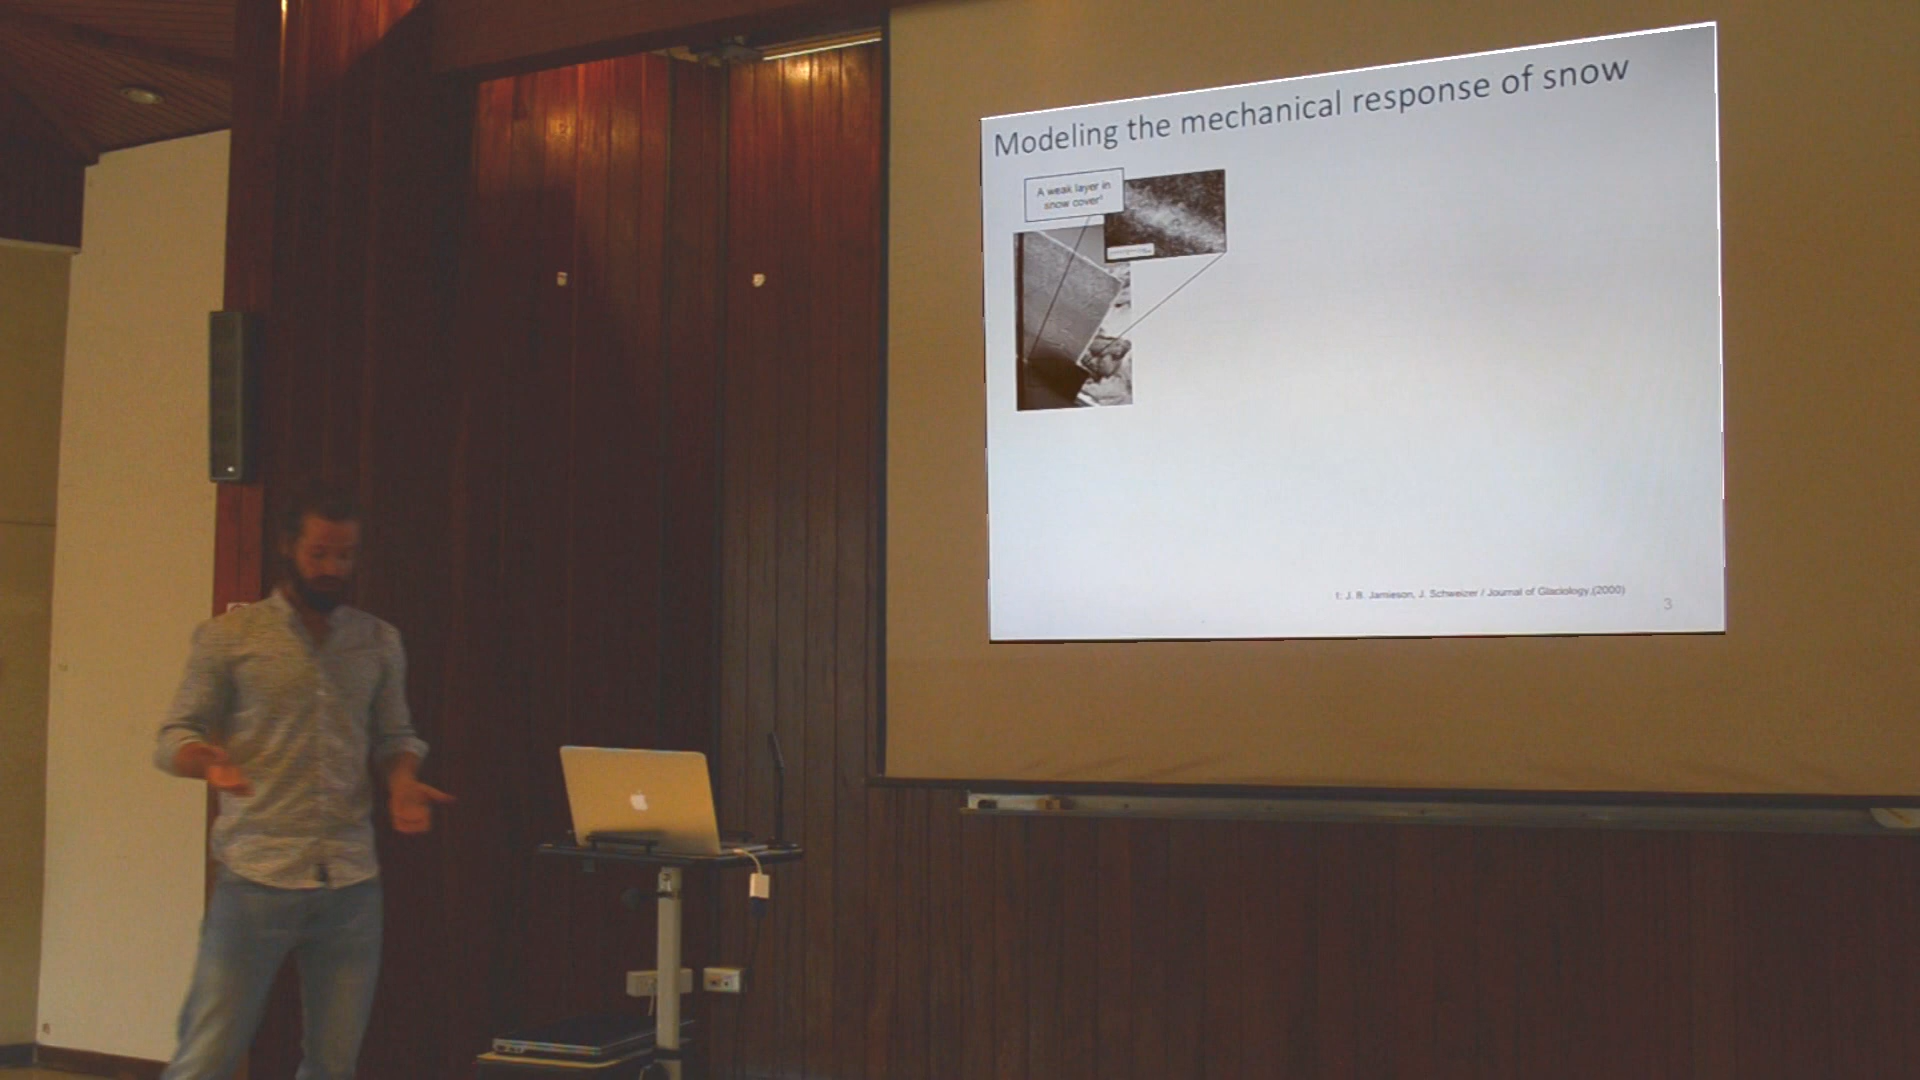 Modeling the mechanical response of snow
A weak layer in
snow cover¹
1: J. B. Jamieson, J. Schweizer / Journal of Glaciology.(2000)
3